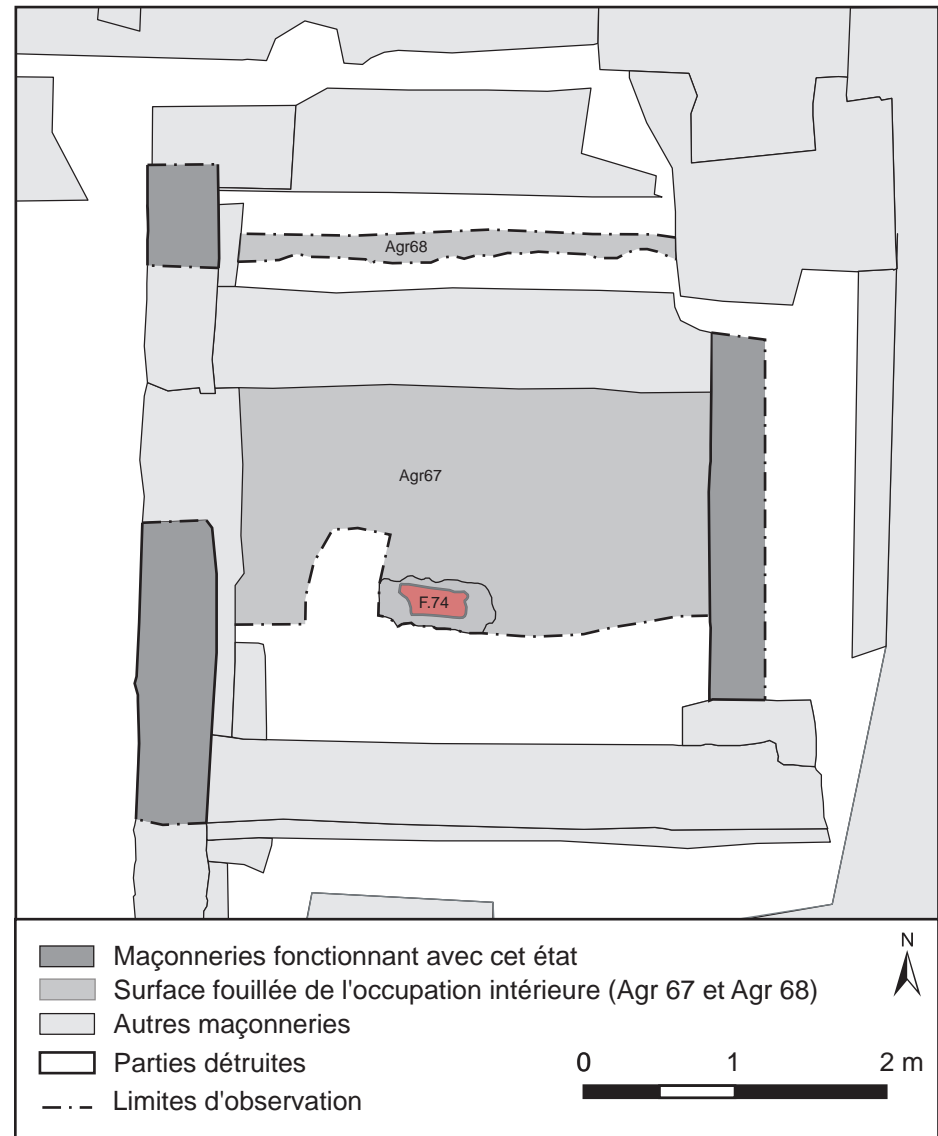 Agr68
Agr67
F.74
Maçonneries fonctionnant avec cet état
Surface fouillée de l'occupation intérieure (Agr 67 et Agr 68)
Autres maçonneries
Parties détruites
Limites d'observation
N
0 1 2 m